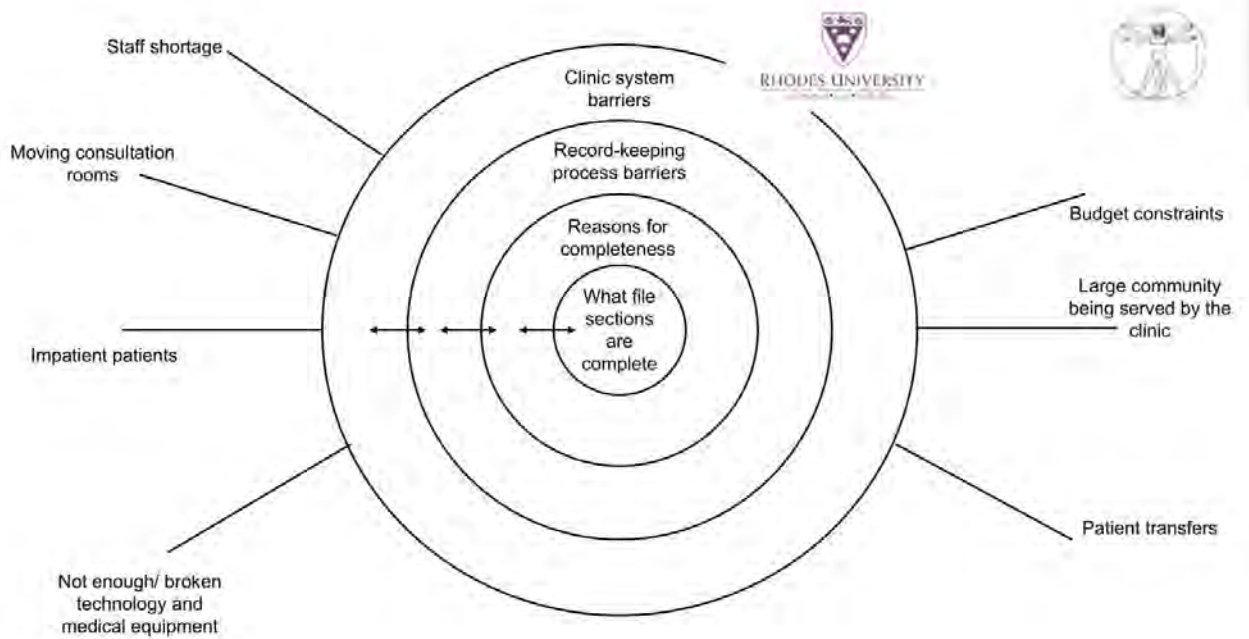 Staff shortage
Moving consultation
rooms
Impatient patients
Not enough/ broken
technology and
medical equipment
Clinic system
barriers
Record-keeping
process barriers
Reasons for
completeness
What file
sections
are
complete
RHODES UNIVERSITY
Budget constraints
Large community
being served by the
clinic
Patient transfers